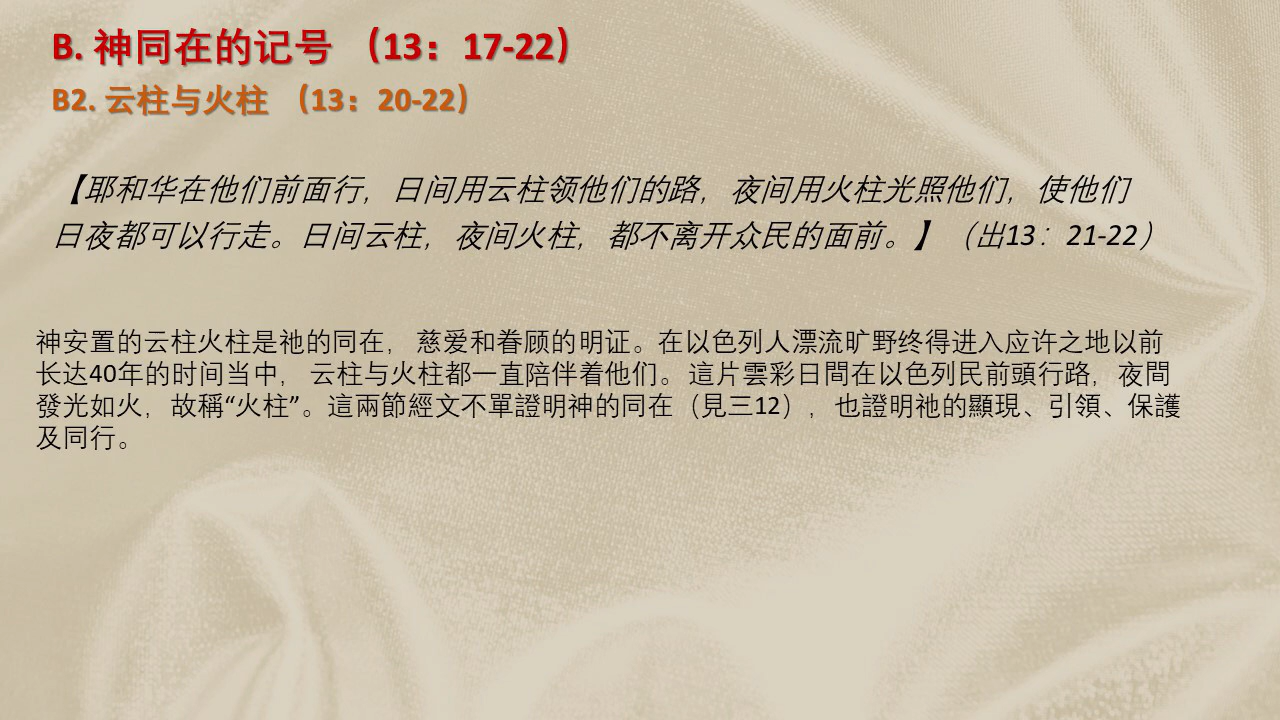 B. 神同在的记号 （13：17-22）
B2. 云柱与火柱 （13：20-22）
【耶和华在他们前面行，日间用云柱领他们的路，夜间用火柱光照他们，使他们
日夜都可以行走。日间云柱，夜间火柱，都不离开众民的面前。】（出13：21-22）
神安置的云柱火柱是祂的同在， 慈爱和眷顾的明证。在以色列人漂流旷野终得进入应许之地以前
长达40年的时间当中， 云柱与火柱都一直陪伴着他们。這片雲彩日間在以色列民前頭行路，夜間
發光如火，故稱“火柱”。這兩節經文不單證明神的同在（見三12），也證明祂的顯現、引領、保護
及同行。